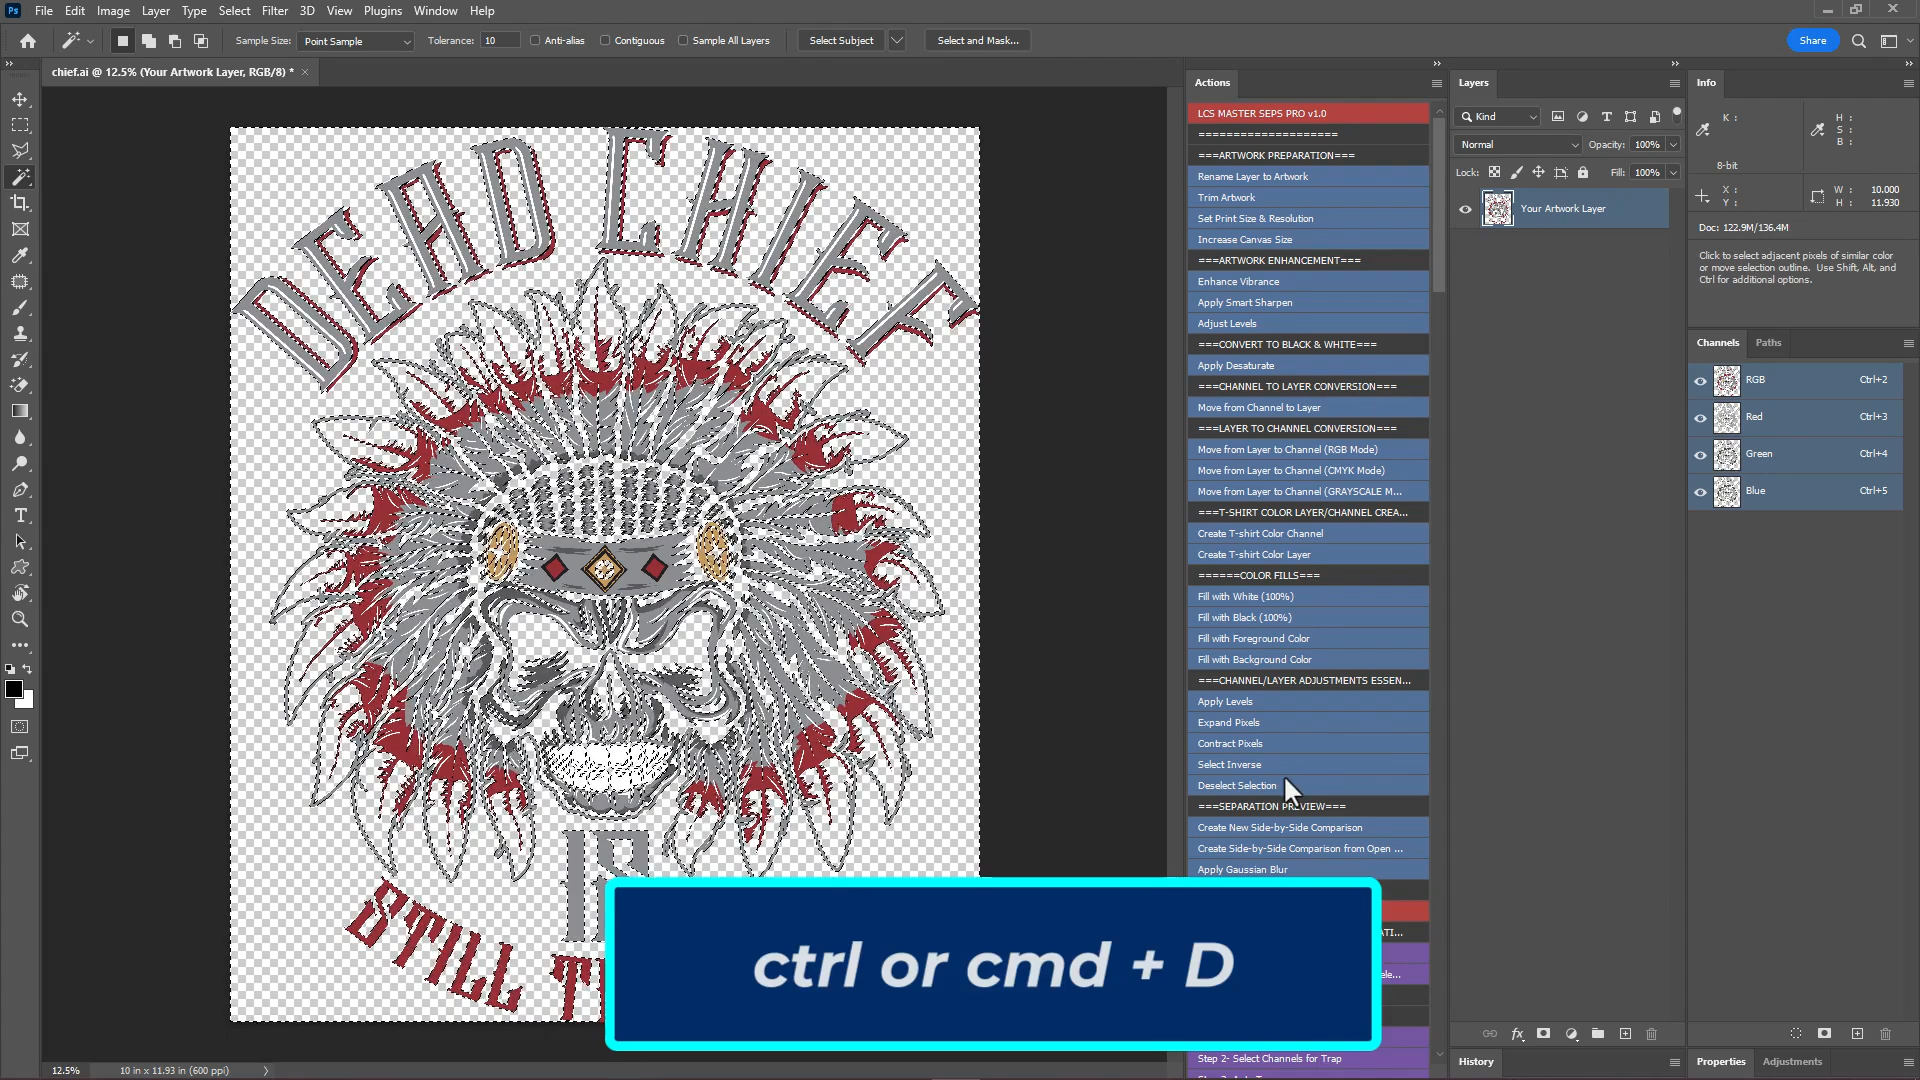 File Edit Image Layer Type Select Filter 3D View Plugins Window Help
Sample Size: Point Sample Tolerance: 10 Anti-alias Contiguous Sample All Layers Select Subject Select and Mask... Share
chief.ai @ 12.5% (Your Artwork Layer, RGB/8) *
DEAD CHIEF
IS
STILL
ctrl or cmd + D
12.5% 10 in x 11.93 in (600 ppi)
Actions
LCS MASTER SEPS PRO v1.0
====================
===ARTWORK PREPARATION===
Rename Layer to Artwork
Trim Artwork
Set Print Size & Resolution
Increase Canvas Size
===ARTWORK ENHANCEMENT===
Enhance Vibrance
Apply Smart Sharpen
Adjust Levels
===CONVERT TO BLACK & WHITE===
Apply Desaturate
===CHANNEL TO LAYER CONVERSION===
Move from Channel to Layer
===LAYER TO CHANNEL CONVERSION===
Move from Layer to Channel (RGB Mode)
Move from Layer to Channel (CMYK Mode)
Move from Layer to Channel (GRAYSCALE M...
===T-SHIRT COLOR LAYER/CHANNEL CREA...
Create T-shirt Color Channel
Create T-shirt Color Layer
======COLOR FILLS===
Fill with White (100%)
Fill with Black (100%)
Fill with Foreground Color
Fill with Background Color
===CHANNEL/LAYER ADJUSTMENTS ESSEN...
Apply Levels
Expand Pixels
Contract Pixels
Select Inverse
Deselect Selection
===SEPARATION PREVIEW===
Create New Side-by-Side Comparison
Create Side-by-Side Comparison from Open ...
Apply Gaussian Blur
Step 2- Select Channels for Trap
Layers
Kind
Normal Opacity: 100%
Lock: Fill: 100%
Your Artwork Layer
History
Info
K : H :
S :
B :
8-bit
X : W : 10.000
Y : H : 11.930
Doc: 122.9M/136.4M
Click to select adjacent pixels of similar color
or move selection outline. Use Shift, Alt, and
Ctrl for additional options.
Channels Paths
RGB Ctrl+2
Red Ctrl+3
Green Ctrl+4
Blue Ctrl+5
Properties Adjustments